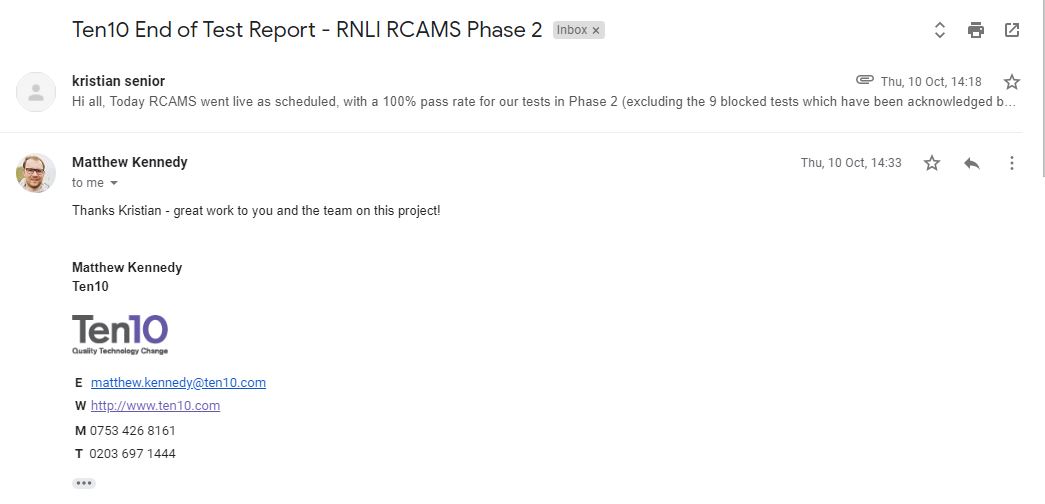 Ten10 End of Test Report - RNLI RCAMS Phase 2 Inbox ×
kristian senior Thu, 10 Oct, 14:18
Hi all, Today RCAMS went live as scheduled, with a 100% pass rate for our tests in Phase 2 (excluding the 9 blocked tests which have been acknowledged b...
Matthew Kennedy Thu, 10 Oct, 14:33
to me
Thanks Kristian - great work to you and the team on this project!
Matthew Kennedy
Ten10
Ten10
Quality Technology Change
E matthew.kennedy@ten10.com
W http://www.ten10.com
M 0753 426 8161
T 0203 697 1444